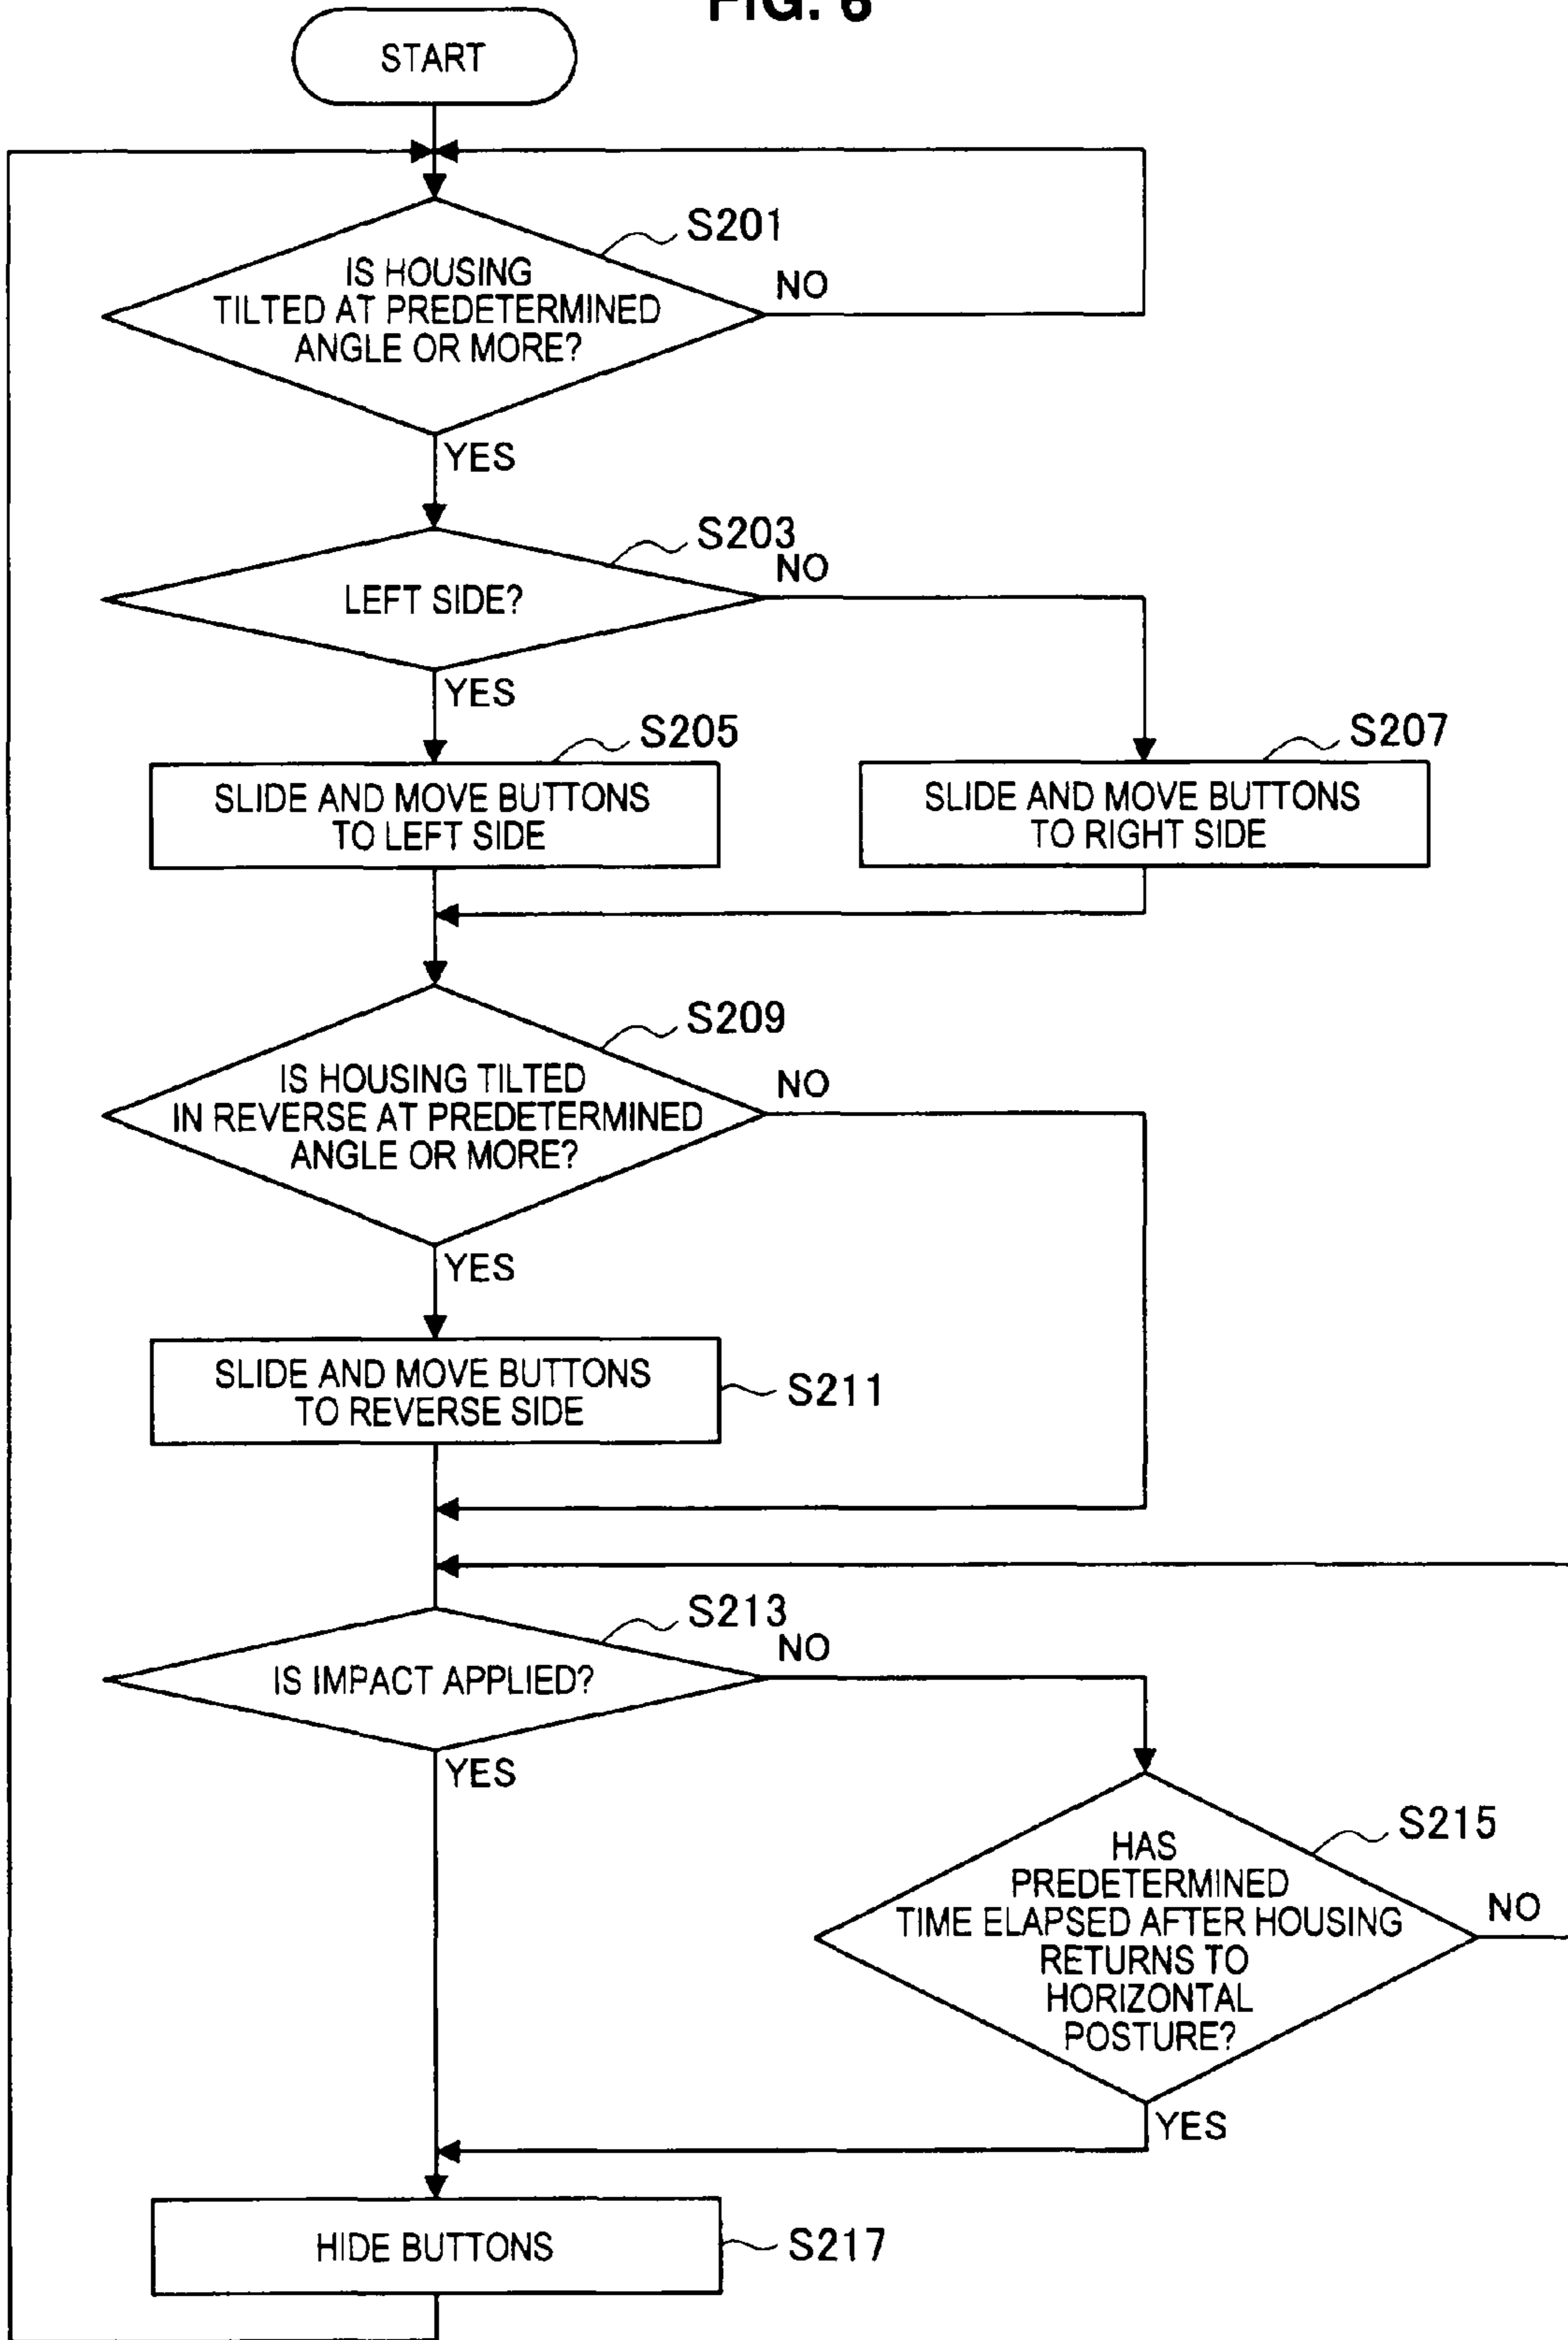 FIG. 6
START
S201
IS HOUSING
TILTED AT PREDETERMINED
ANGLE OR MORE?
NO
YES
S203
LEFT SIDE?
NO
YES
S205
SLIDE AND MOVE BUTTONS
TO LEFT SIDE
S207
SLIDE AND MOVE BUTTONS
TO RIGHT SIDE
S209
IS HOUSING TILTED
IN REVERSE AT PREDETERMINED
ANGLE OR MORE?
NO
YES
SLIDE AND MOVE BUTTONS
TO REVERSE SIDE
S211
S213
IS IMPACT APPLIED?
NO
YES
S215
HAS
PREDETERMINED
TIME ELAPSED AFTER HOUSING
RETURNS TO
HORIZONTAL
POSTURE?
NO
YES
HIDE BUTTONS
S217